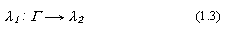 λ₁ : Γ ⟶ λ₂ (1.3)